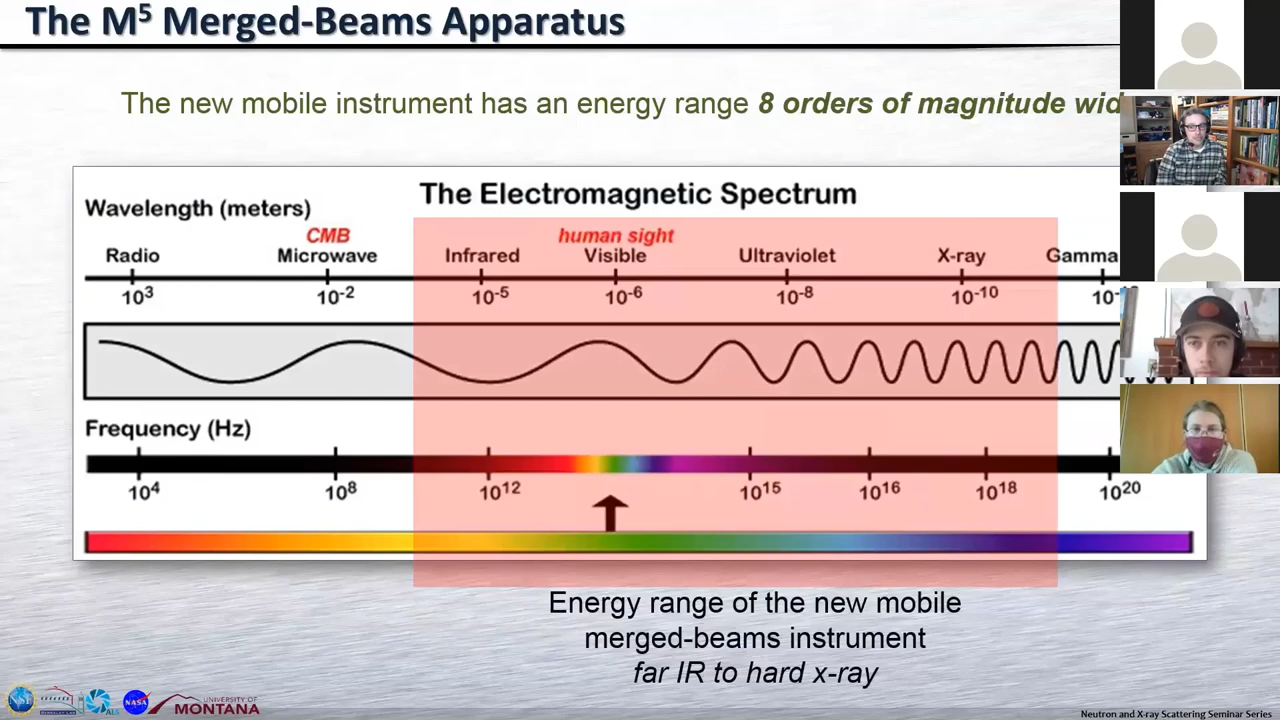 The M⁵ Merged-Beams Apparatus
The new mobile instrument has an energy range 8 orders of magnitude wid
The Electromagnetic Spectrum
Wavelength (meters)
CMB human sight
Radio Microwave Infrared Visible Ultraviolet X-ray Gamma
10³ 10⁻² 10⁻⁵ 10⁻⁶ 10⁻⁸ 10⁻¹⁰ 10⁻
Frequency (Hz)
10⁴ 10⁸ 10¹² 10¹⁵ 10¹⁶ 10¹⁸ 10²⁰
Energy range of the new mobile
merged-beams instrument
far IR to hard x-ray
NSF ALS NASA UNIVERSITY OF
MONTANA
Neutron and X-ray Scattering Seminar Series